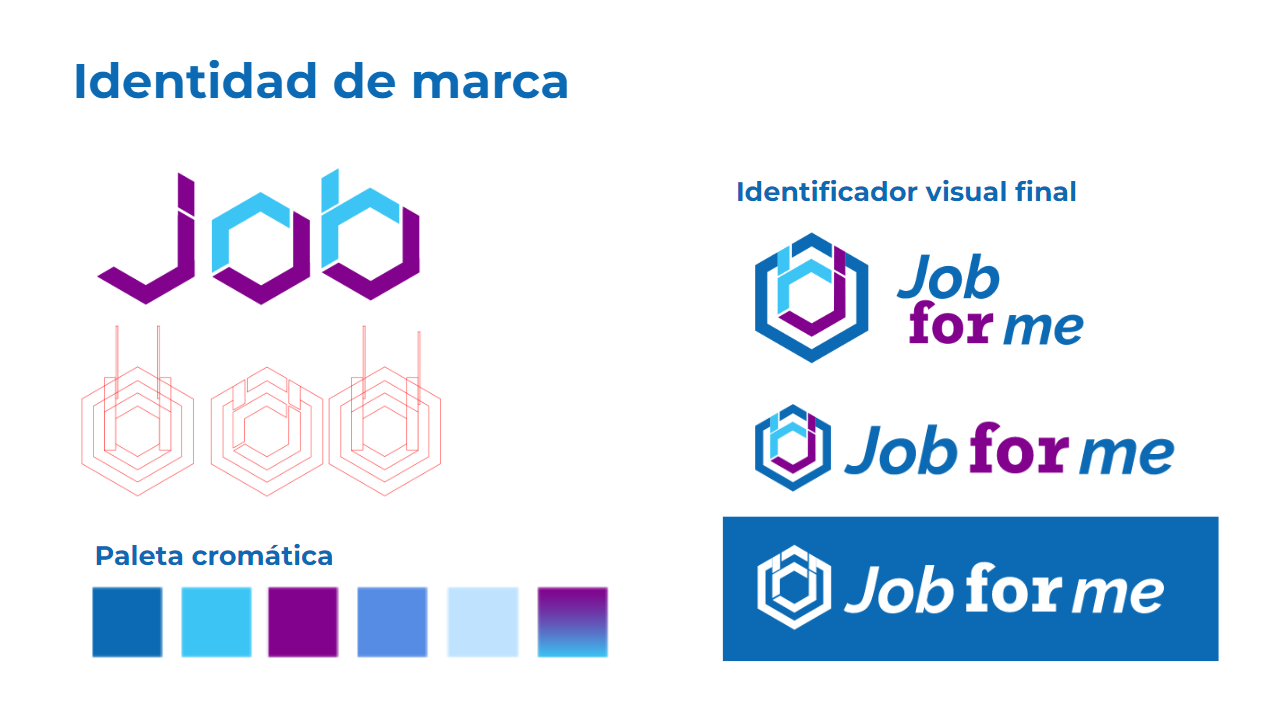 Identidad de marca
Job
Paleta cromática
Identificador visual final
Job
for me
Job for me
Job for me